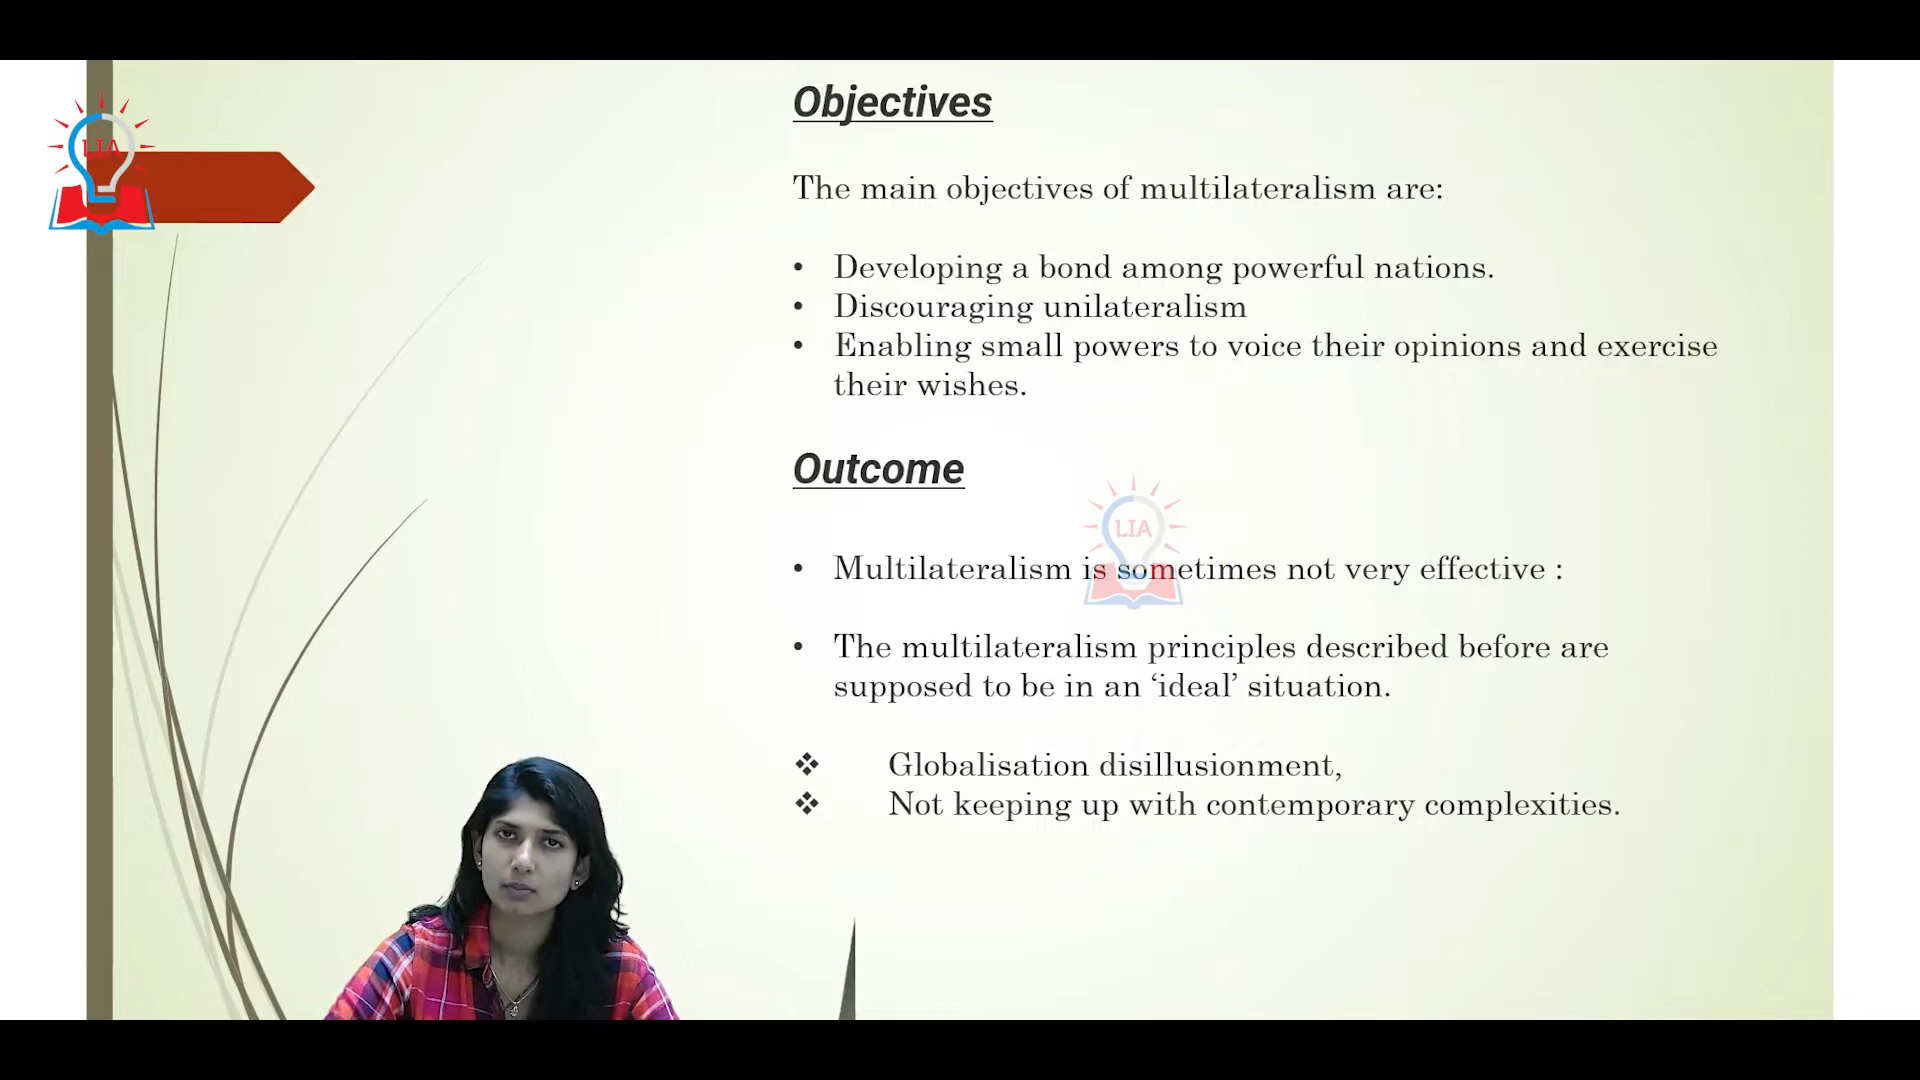 LIA
Objectives
The main objectives of multilateralism are:
• Developing a bond among powerful nations.
• Discouraging unilateralism
• Enabling small powers to voice their opinions and exercise
their wishes.
Outcome
LIA
• Multilateralism is sometimes not very effective :
• The multilateralism principles described before are
supposed to be in an ‘ideal’ situation.
❖ Globalisation disillusionment,
❖ Not keeping up with contemporary complexities.